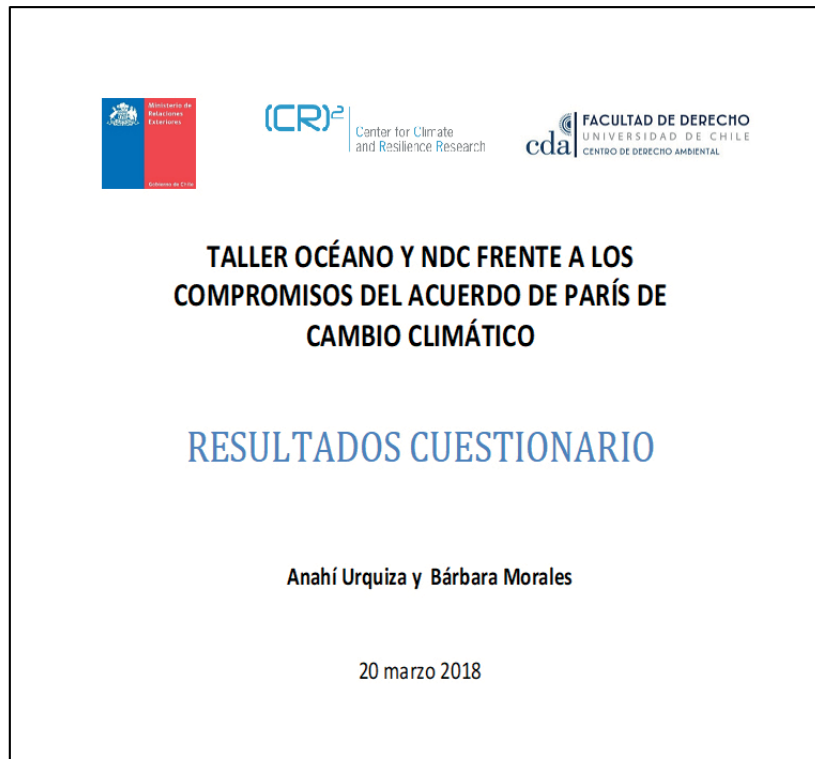 Ministerio de
Relaciones
Exteriores
Gobierno de Chile
(CR)²
Center for Climate
and Resilience Research
cda
FACULTAD DE DERECHO
UNIVERSIDAD DE CHILE
CENTRO DE DERECHO AMBIENTAL
TALLER OCÉANO Y NDC FRENTE A LOS
COMPROMISOS DEL ACUERDO DE PARÍS DE
CAMBIO CLIMÁTICO
RESULTADOS CUESTIONARIO
Anahí Urquiza y Bárbara Morales
20 marzo 2018